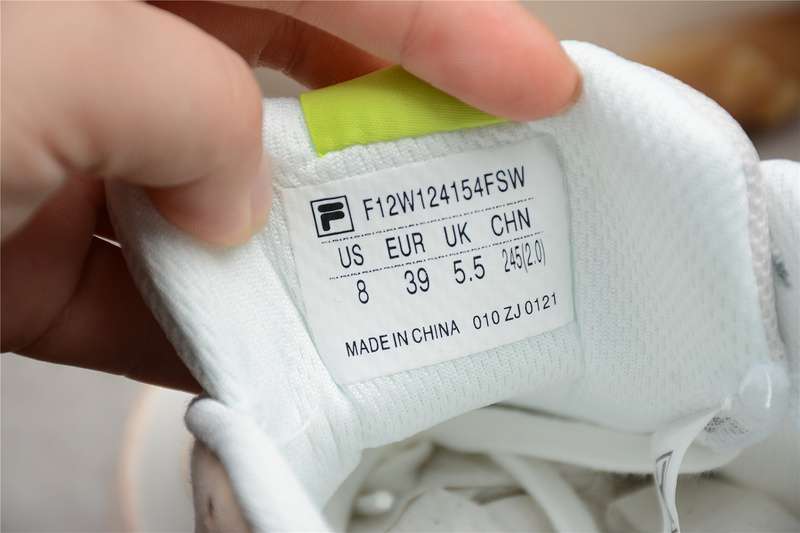 F F12W124154FSW
US EUR UK CHN
8 39 5.5 245(2.0)
MADE IN CHINA 010 ZJ 0121